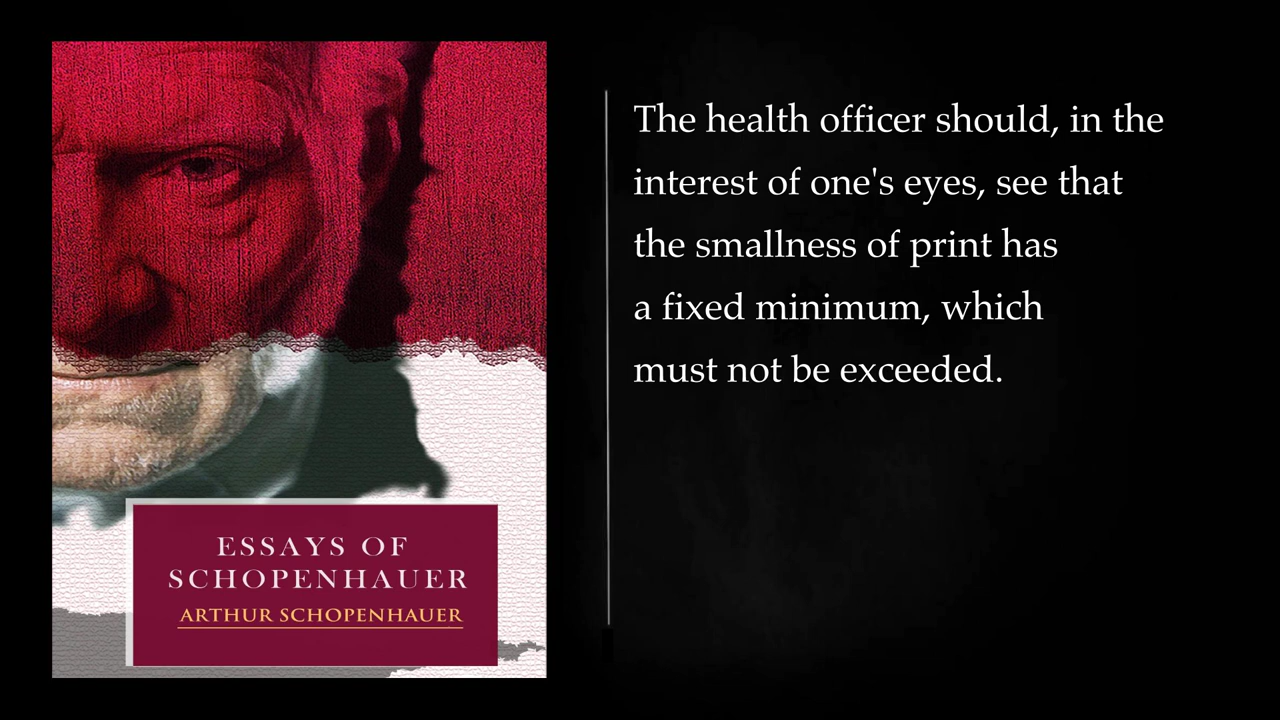 ESSAYS OF
SCHOPENHAUER
ARTHUR SCHOPENHAUER
The health officer should, in the
interest of one's eyes, see that
the smallness of print has
a fixed minimum, which
must not be exceeded.